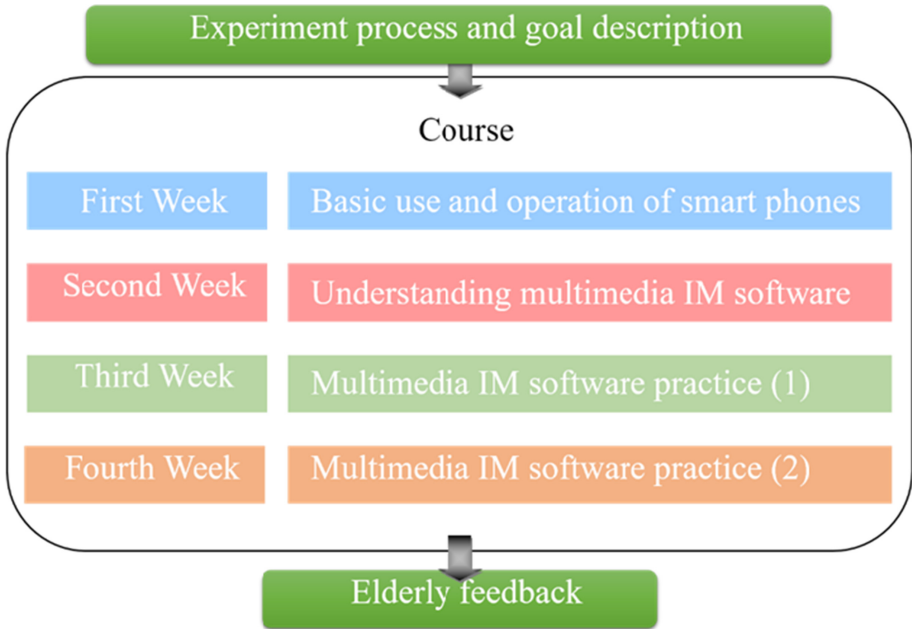 Experiment process and goal description
Course
First Week
Basic use and operation of smart phones
Second Week
Understanding multimedia IM software
Third Week
Multimedia IM software practice (1)
Fourth Week
Multimedia IM software practice (2)
Elderly feedback